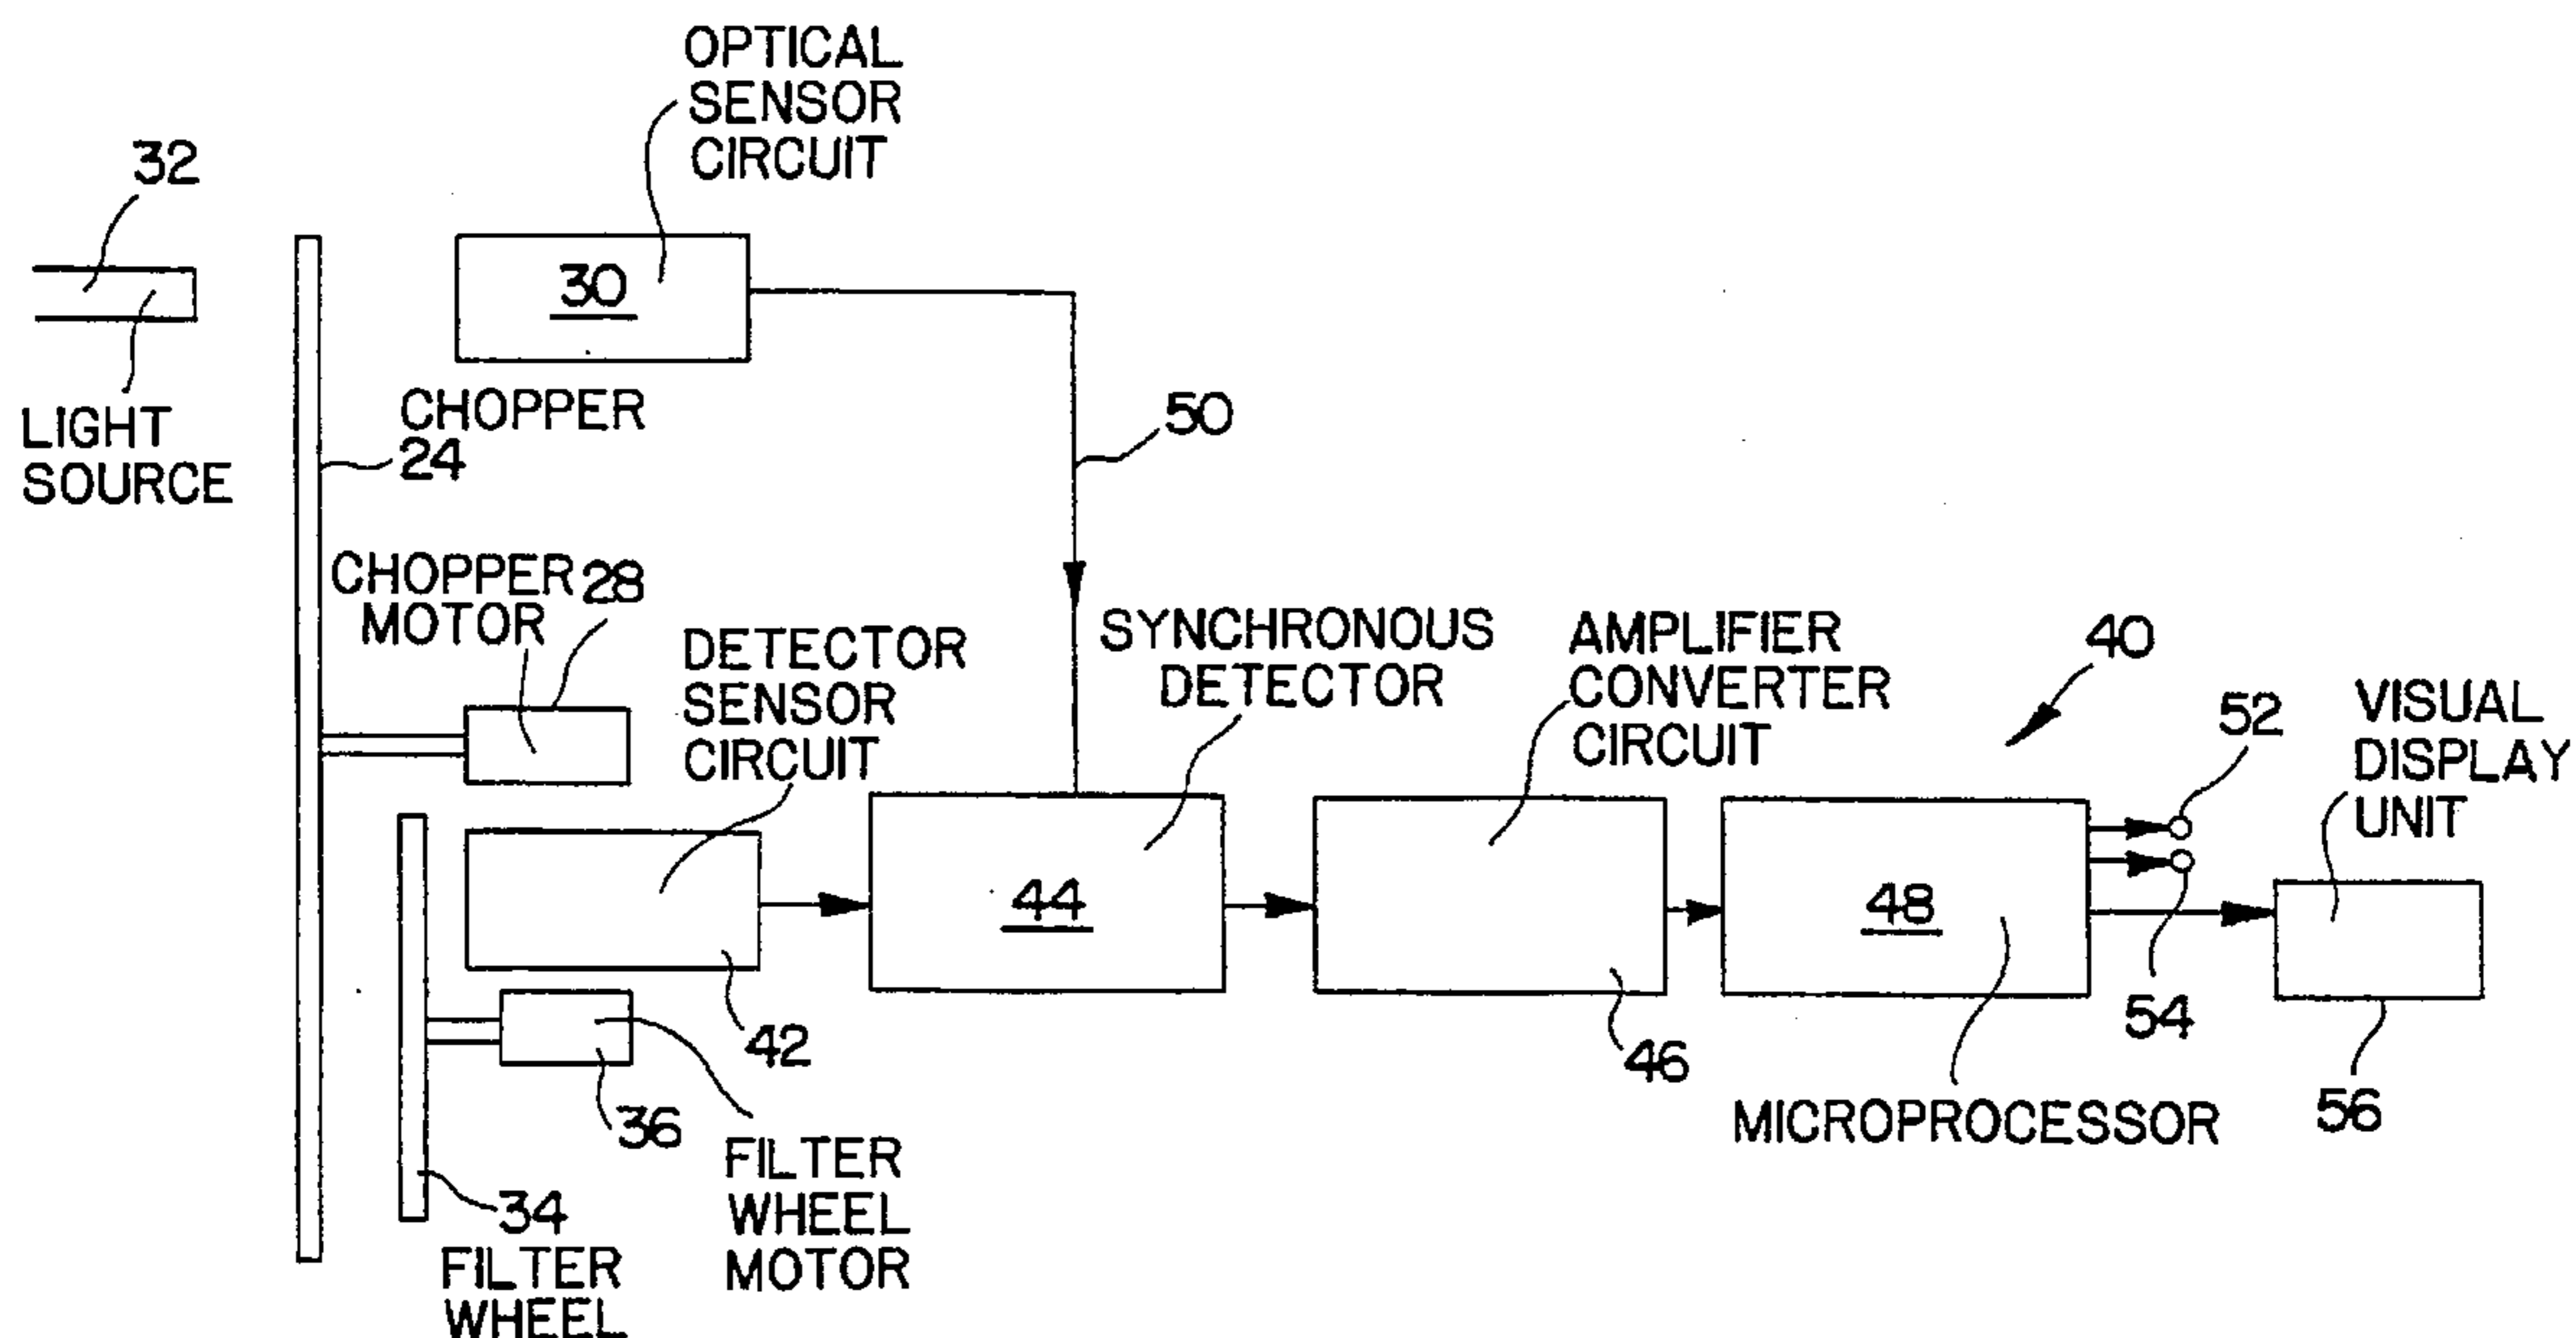 OPTICAL
SENSOR
CIRCUIT
32
30
LIGHT
SOURCE
CHOPPER
24
50
CHOPPER 28
MOTOR
DETECTOR
SENSOR
CIRCUIT
SYNCHRONOUS
DETECTOR
AMPLIFIER
CONVERTER
CIRCUIT
40
52
VISUAL
DISPLAY
UNIT
44
48
42
46
54
56
36
MICROPROCESSOR
FILTER
WHEEL
MOTOR
34
FILTER
WHEEL